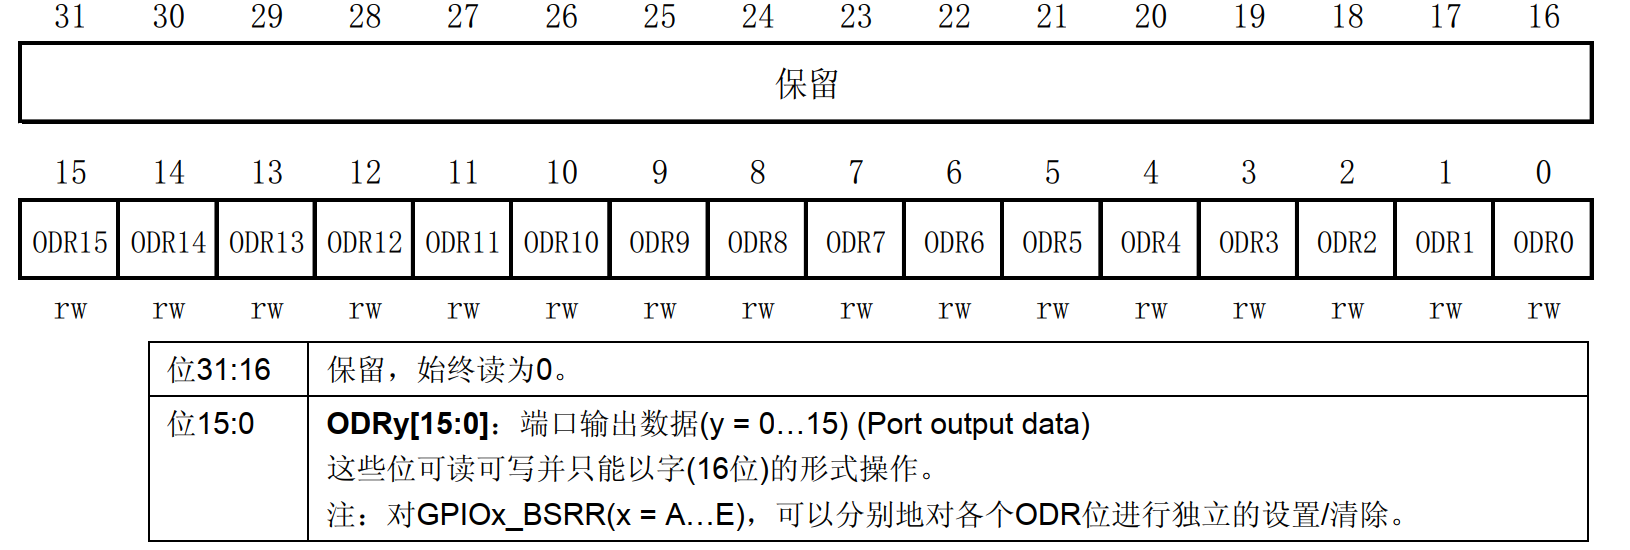 31 30 29 28 27 26 25 24 23 22 21 20 19 18 17 16
保留
15 14 13 12 11 10 9 8 7 6 5 4 3 2 1 0
ODR15 ODR14 ODR13 ODR12 ODR11 ODR10 ODR9 ODR8 ODR7 ODR6 ODR5 ODR4 ODR3 ODR2 ODR1 ODR0
rw rw rw rw rw rw rw rw rw rw rw rw rw rw rw rw
位31:16 保留，始终读为0。
位15:0 ODRy[15:0]：端口输出数据(y = 0…15) (Port output data)
这些位可读可写并只能以字(16位)的形式操作。
注：对GPIOx_BSRR(x = A…E)，可以分别地对各个ODR位进行独立的设置/清除。